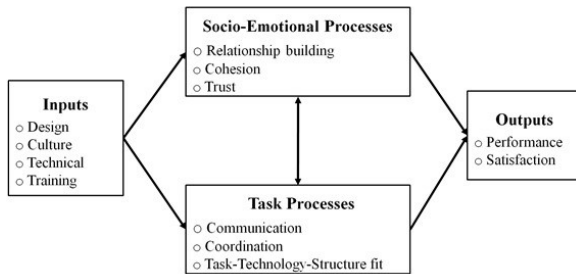 Socio-Emotional Processes
○ Relationship building
○ Cohesion
○ Trust
Inputs
○ Design
○ Culture
○ Technical
○ Training
Outputs
○ Performance
○ Satisfaction
Task Processes
○ Communication
○ Coordination
○ Task-Technology-Structure fit